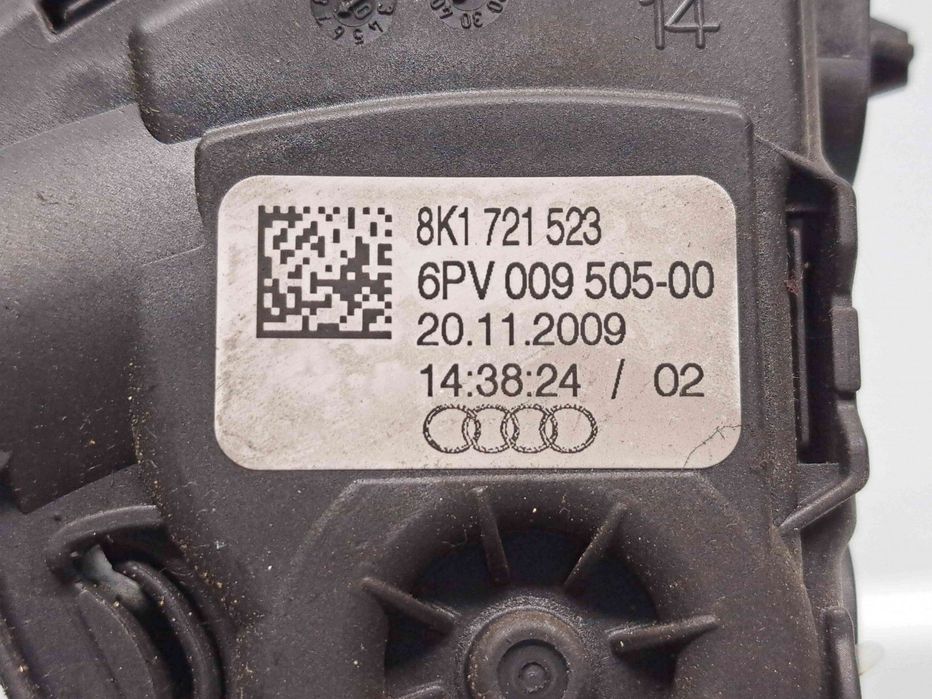 14
8K1 721 523
6PV 009 505-00
20.11.2009
14:38:24 / 02